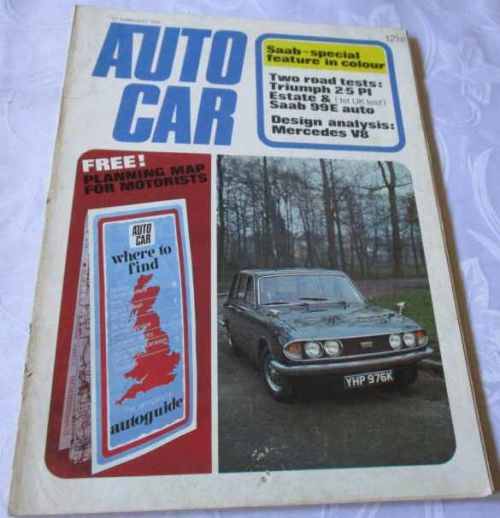 AUTO
CAR
12½p
Saab-special
feature in colour
Two road tests:
Triumph 2·5 PI
Estate & (1st UK test)
Saab 99E auto
Design analysis:
Mercedes V8
FREE!
PLANNING MAP
FOR MOTORISTS
AUTO
CAR
where to
find
autoguide
YHP 976K